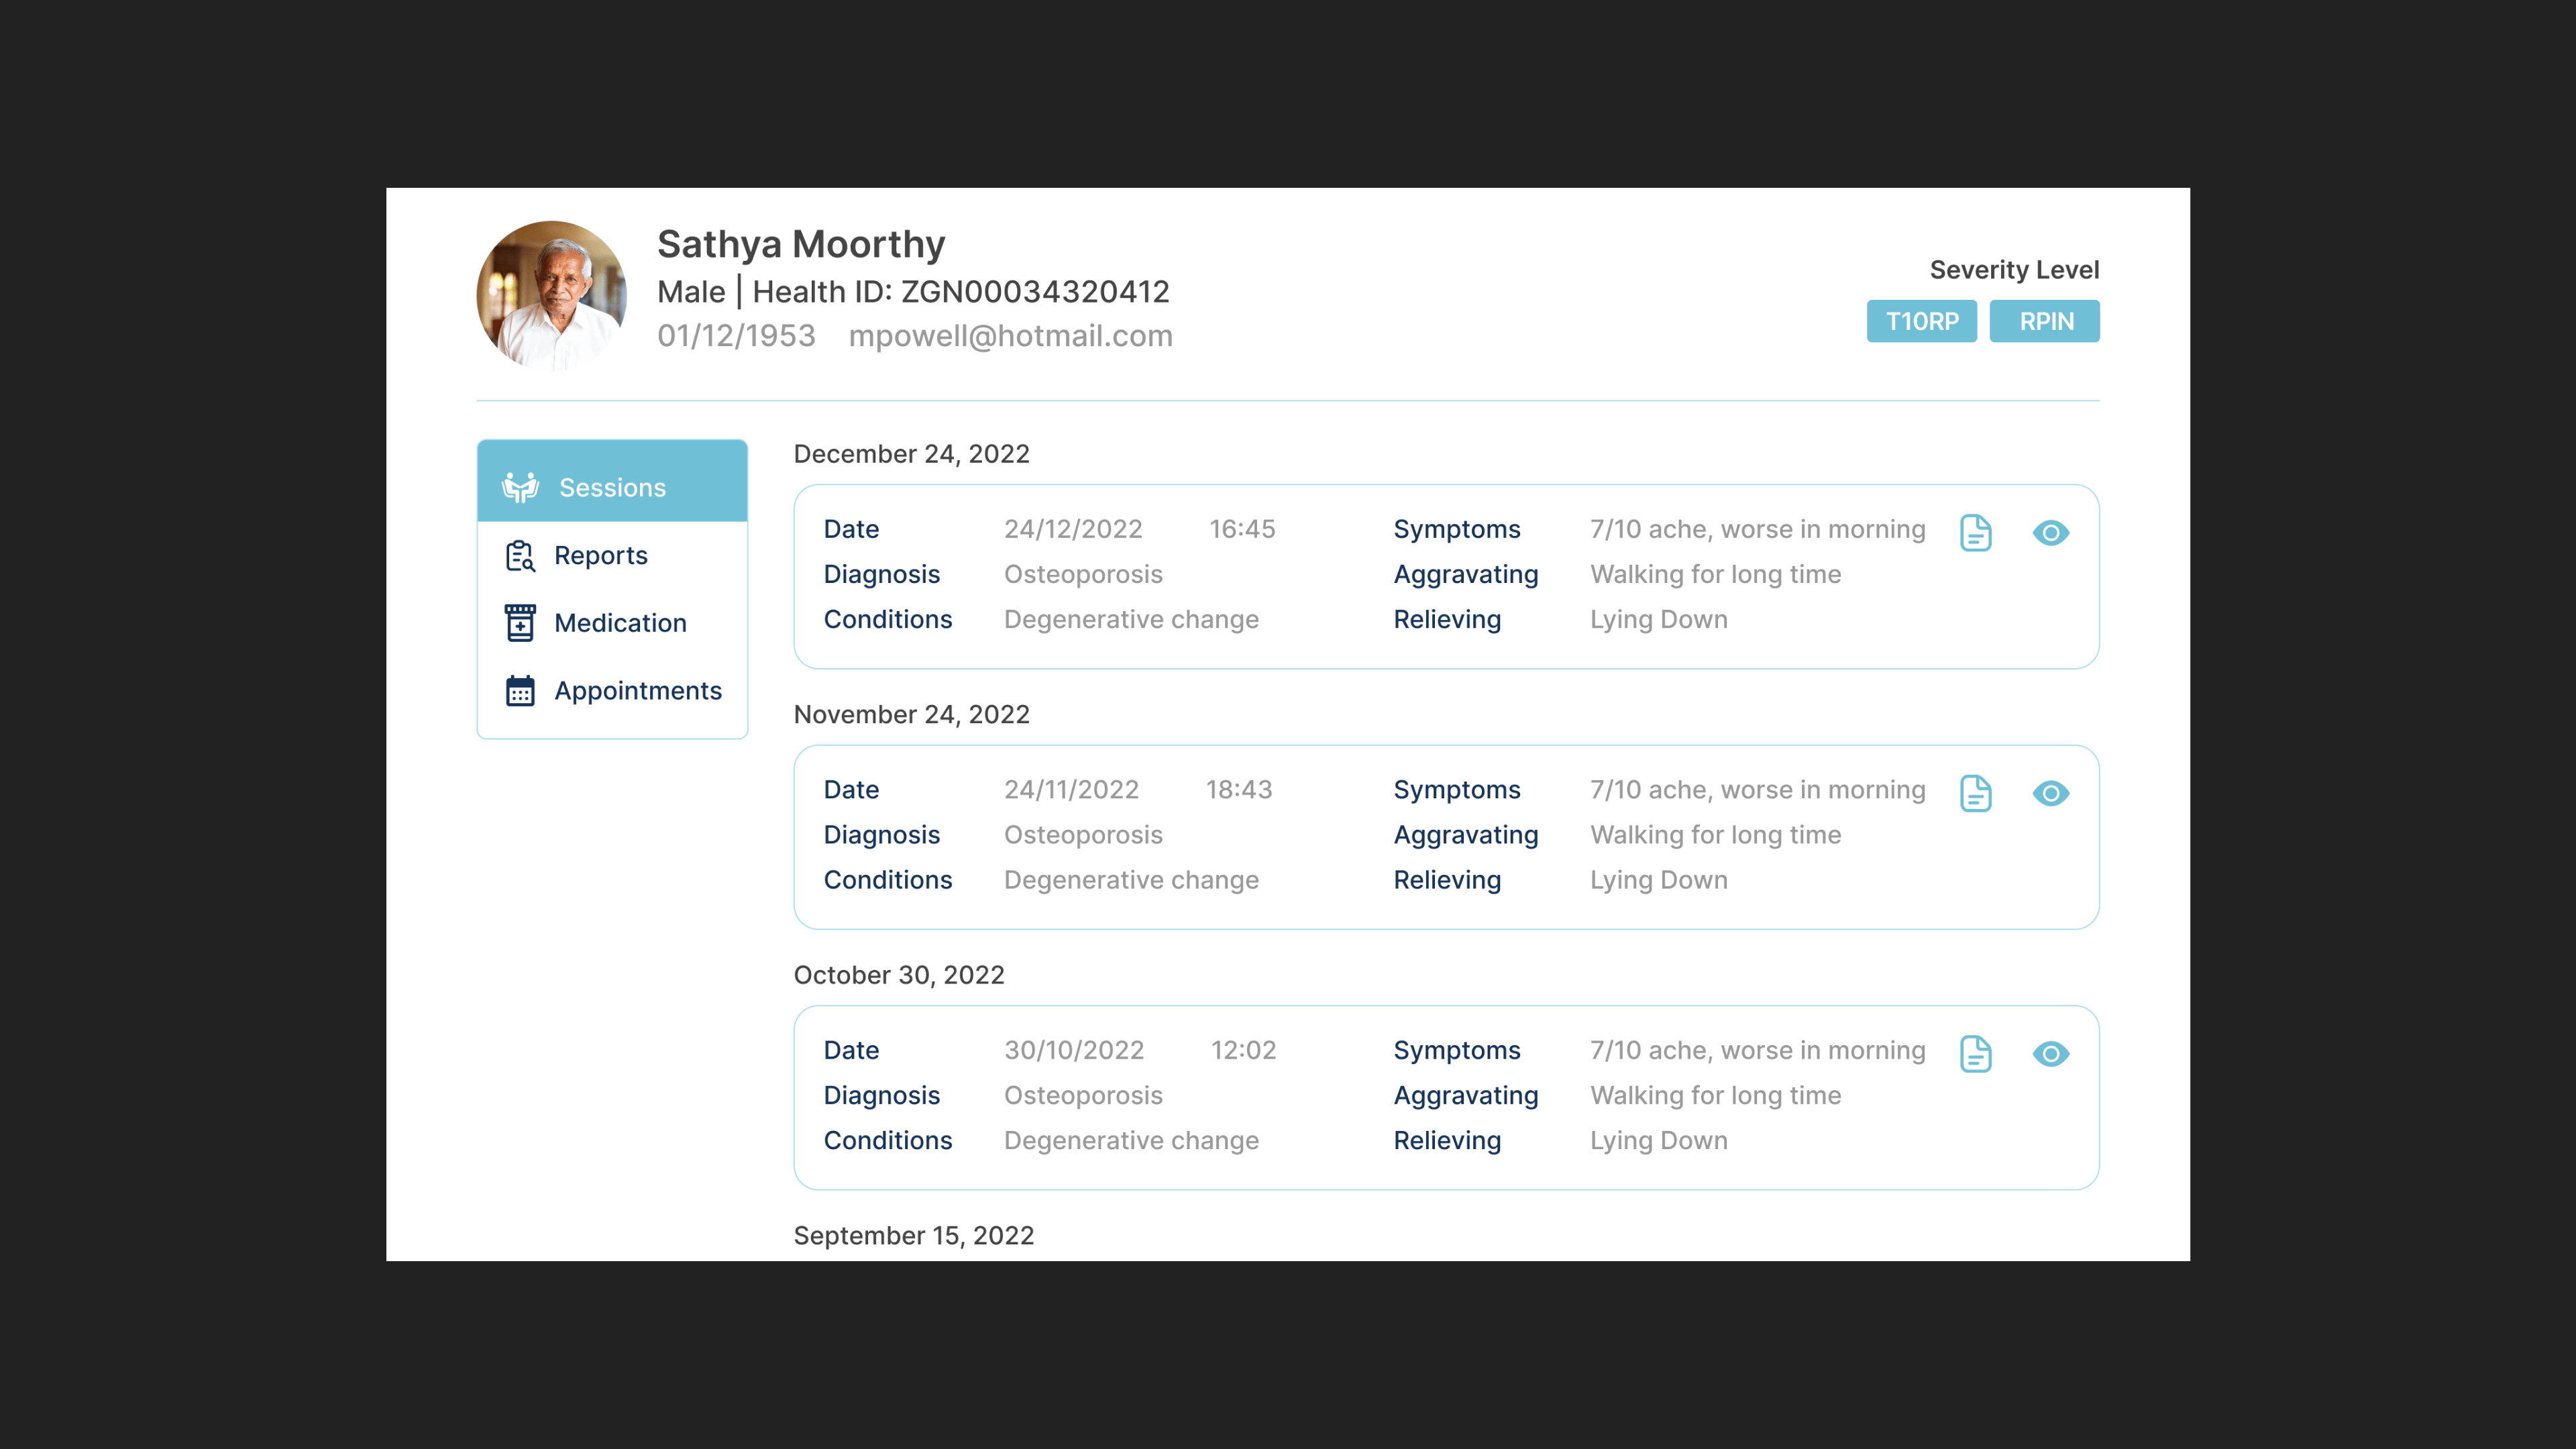 Sathya Moorthy
Male | Health ID: ZGN00034320412
01/12/1953 mpowell@hotmail.com
Severity Level
T10RP RPIN
Sessions
Reports
Medication
Appointments
December 24, 2022
Date 24/12/2022 16:45 Symptoms 7/10 ache, worse in morning
Diagnosis Osteoporosis Aggravating Walking for long time
Conditions Degenerative change Relieving Lying Down
November 24, 2022
Date 24/11/2022 18:43 Symptoms 7/10 ache, worse in morning
Diagnosis Osteoporosis Aggravating Walking for long time
Conditions Degenerative change Relieving Lying Down
October 30, 2022
Date 30/10/2022 12:02 Symptoms 7/10 ache, worse in morning
Diagnosis Osteoporosis Aggravating Walking for long time
Conditions Degenerative change Relieving Lying Down
September 15, 2022